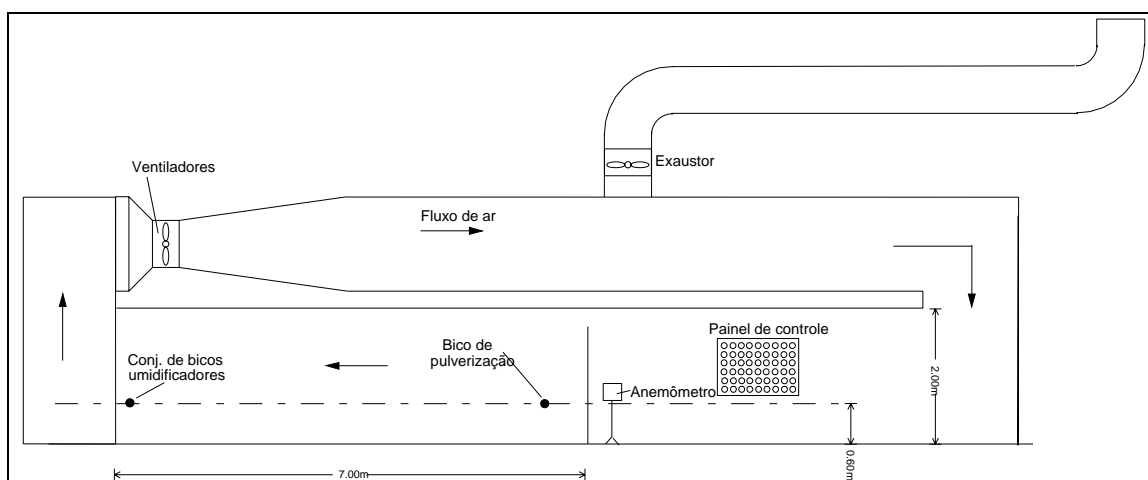 Exaustor
Ventiladores
Fluxo de ar
Painel de controle
Conj. de bicos
umidificadores
Bico de
pulverização
Anemômetro
2.00m
0.60m
7.00m